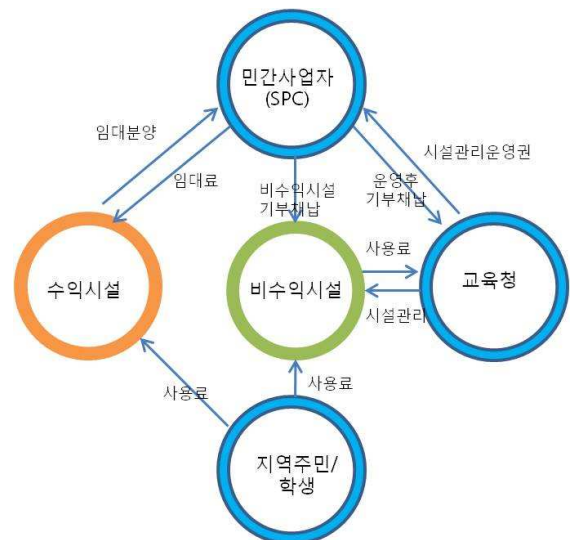 민간사업자
(SPC)
임대분양
시설관리운영권
임대료
비수익시설
기부채납
운영후
기부채납
수익시설
비수익시설
사용료
교육청
시설관리
사용료
사용료
지역주민/
학생